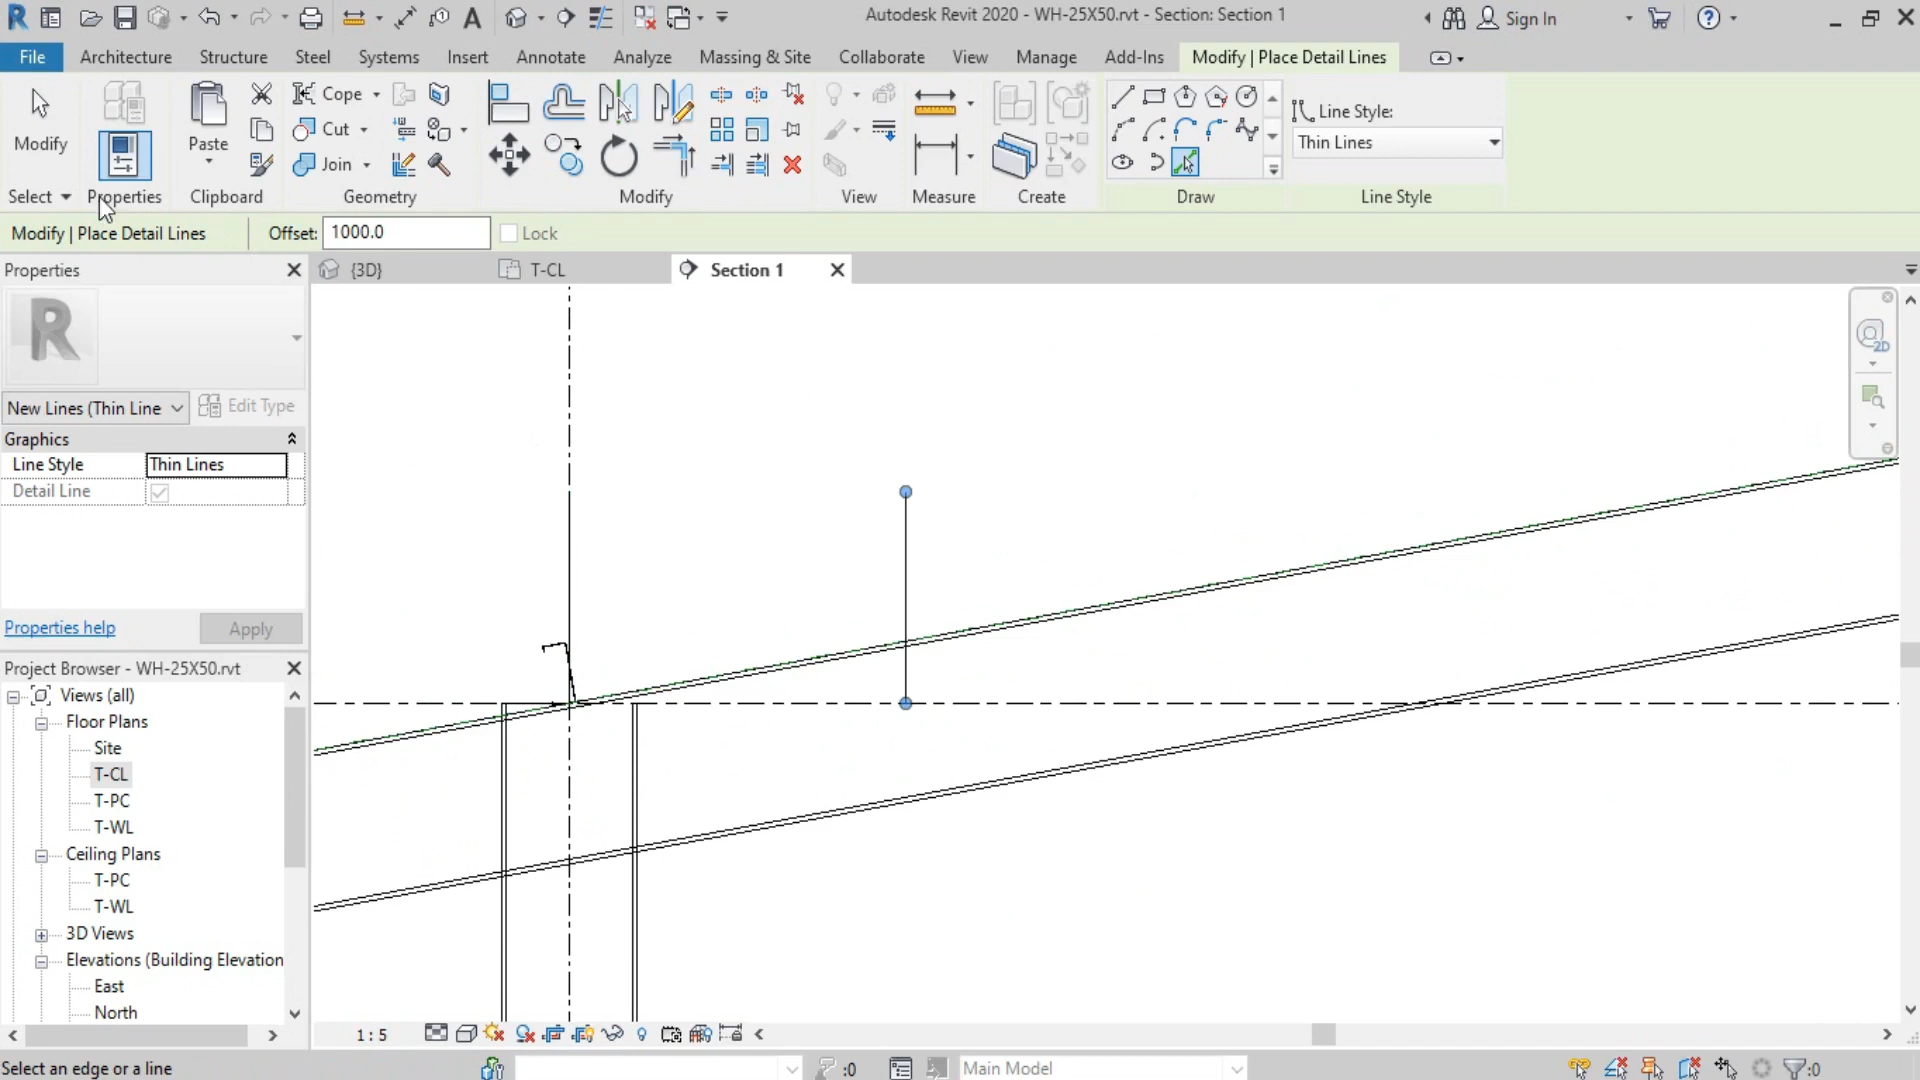 Autodesk Revit 2020 - WH-25X50.rvt - Section: Section 1
Sign In
File
Architecture
Structure
Steel
Systems
Insert
Annotate
Analyze
Massing & Site
Collaborate
View
Manage
Add-Ins
Modify | Place Detail Lines
Modify
Paste
Cope
Cut
Join
Line Style:
Thin Lines
Select
Properties
Clipboard
Geometry
Modify
View
Measure
Create
Draw
Line Style
Modify | Place Detail Lines
Offset:
1000.0
Lock
Properties
{3D}
T-CL
Section 1
2D
R
New Lines (Thin Line
Edit Type
Graphics
Line Style
Thin Lines
Detail Line
Properties help
Apply
Project Browser - WH-25X50.rvt
Views (all)
Floor Plans
Site
T-CL
T-PC
T-WL
Ceiling Plans
T-PC
T-WL
3D Views
Elevations (Building Elevation
East
North
1 : 5
Select an edge or a line
:0
Main Model
:0